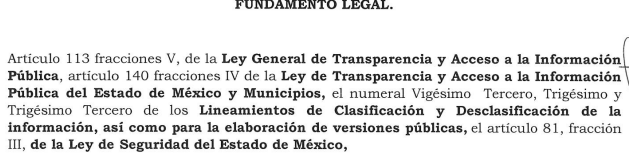 FUNDAMENTO LEGAL.
Artículo 113 fracciones V, de la Ley General de Transparencia y Acceso a la Información
Pública, artículo 140 fracciones IV de la Ley de Transparencia y Acceso a la Información
Pública del Estado de México y Municipios, el numeral Vigésimo Tercero, Trigésimo y
Trigésimo Tercero de los Lineamientos de Clasificación y Desclasificación de la
información, así como para la elaboración de versiones públicas, el artículo 81, fracción
III, de la Ley de Seguridad del Estado de México,